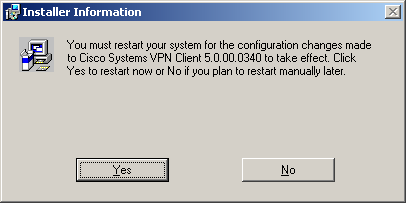 Installer Information
You must restart your system for the configuration changes made
to Cisco Systems VPN Client 5.0.00.0340 to take effect. Click
Yes to restart now or No if you plan to restart manually later.
Yes
No